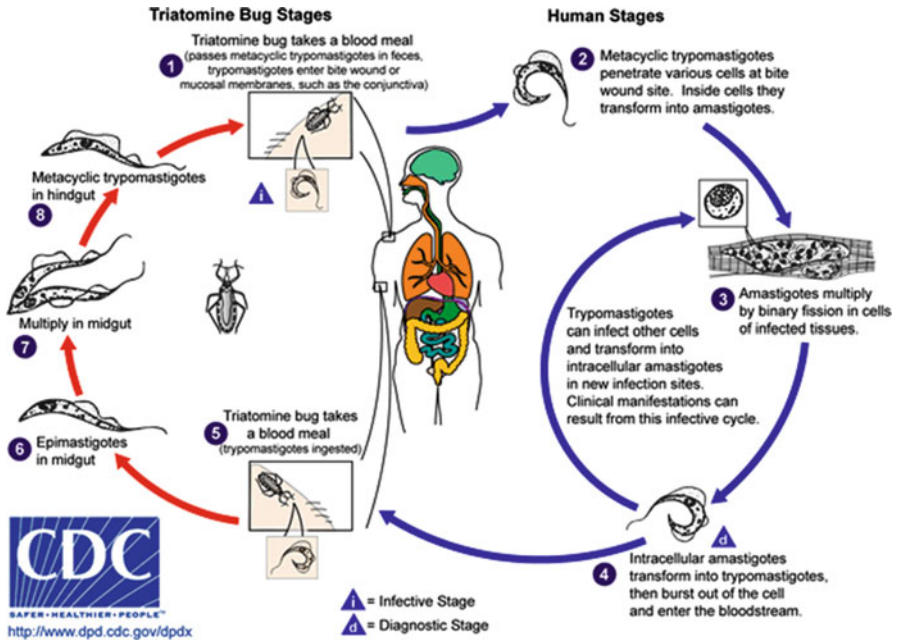 Triatomine Bug Stages
Human Stages
Triatomine bug takes a blood meal
(passes metacyclic trypomastigotes in feces,
trypomastigotes enter bite wound or
mucosal membranes, such as the conjunctiva)
1
i
2
Metacyclic trypomastigotes
penetrate various cells at bite
wound site. Inside cells they
transform into amastigotes.
3
Amastigotes multiply
by binary fission in cells
of infected tissues.
Trypomastigotes
can infect other cells
and transform into
intracellular amastigotes
in new infection sites.
Clinical manifestations can
result from this infective cycle.
d
4
Intracellular amastigotes
transform into trypomastigotes,
then burst out of the cell
and enter the bloodstream.
5
Triatomine bug takes
a blood meal
(trypomastigotes ingested)
6
Epimastigotes
in midgut
Multiply in midgut
7
Metacyclic trypomastigotes
in hindgut
8
i = Infective Stage
d = Diagnostic Stage
CDC
SAFER•HEALTHIER•PEOPLE™
http://www.dpd.cdc.gov/dpdx